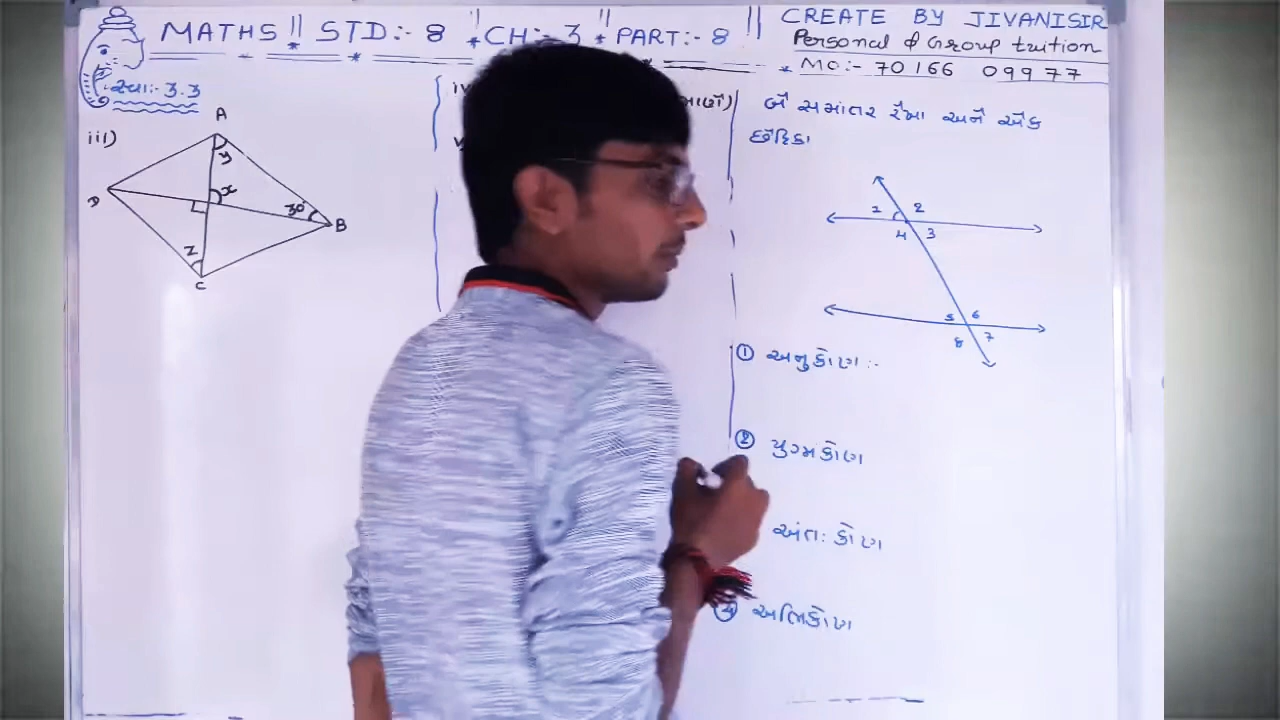 MATHS || STD:- 8 || CH:- 3 || PART:- 8 ||
CREATE BY JIVANISIR
Personal & Group tuition
MO:- 70166 09977
સ્વા:- 3.3
iii)
A
y
D
x
30°
B
z
C
બે સમાંતર રેખા અને એક
છેદિકા
1 2
4 3
5 6
8 7
① અનુકોણ :-
② યુગ્મકોણ
અંતઃ કોણ
④ અભિકોણ